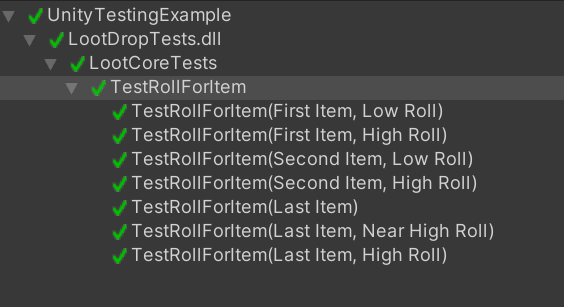 UnityTestingExample
LootDropTests.dll
LootCoreTests
TestRollForItem
TestRollForItem(First Item, Low Roll)
TestRollForItem(First Item, High Roll)
TestRollForItem(Second Item, Low Roll)
TestRollForItem(Second Item, High Roll)
TestRollForItem(Last Item)
TestRollForItem(Last Item, Near High Roll)
TestRollForItem(Last Item, High Roll)